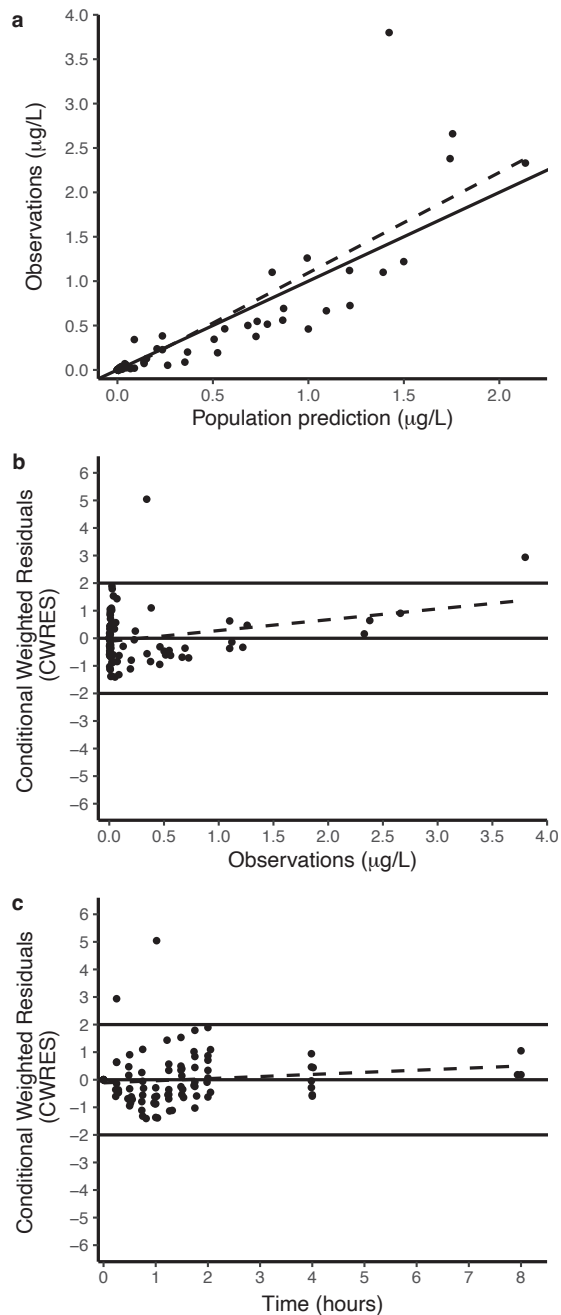 a
4.0
3.5
3.0
2.5
2.0
1.5
1.0
0.5
0.0
Observations (µg/L)
0.0 0.5 1.0 1.5 2.0
Population prediction (µg/L)
b
6
5
4
3
2
1
0
−1
−2
−3
−4
−5
−6
Conditional Weighted Residuals
(CWRES)
0.0 0.5 1.0 1.5 2.0 2.5 3.0 3.5 4.0
Observations (µg/L)
c
6
5
4
3
2
1
0
−1
−2
−3
−4
−5
−6
Conditional Weighted Residuals
(CWRES)
0 1 2 3 4 5 6 7 8
Time (hours)